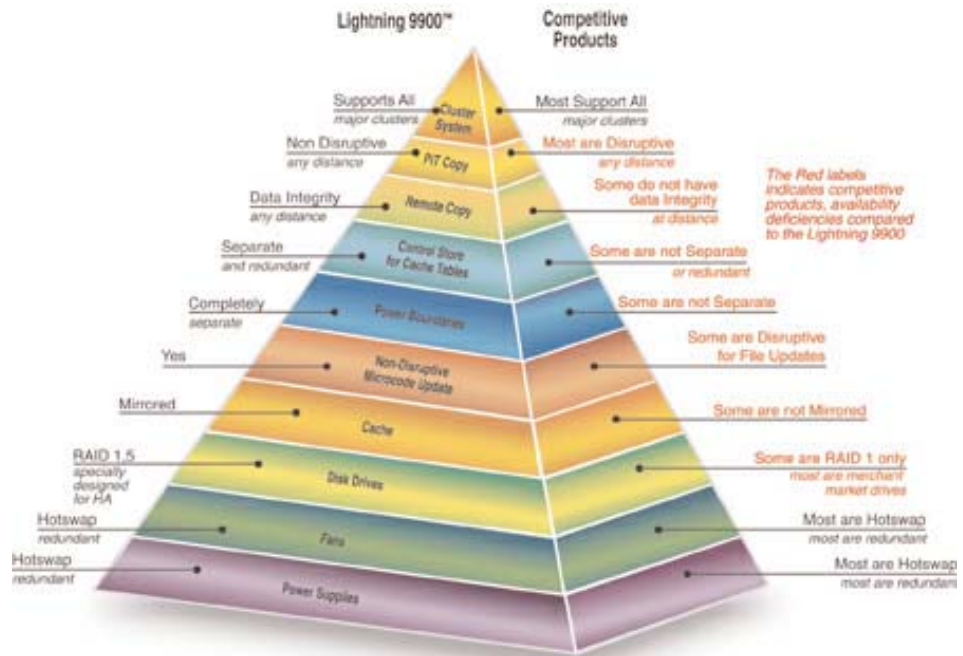 Lightning 9900™
Competitive
Products
Supports All
major clusters
Cluster
System
Most Support All
major clusters
Non Disruptive
any distance
PiT Copy
Most are Disruptive
any distance
Data Integrity
any distance
Remote Copy
Some do not have
data Integrity
at distance
The Red labels
indicates competitive
products, availability
deficiencies compared
to the Lightning 9900
Separate
and redundant
Control Store
for Cache Tables
Some are not Separate
or redundant
Completely
separate
Power Boundaries
Some are not Separate
Yes
Non-Disruptive
Microcode Update
Some are Disruptive
for File Updates
Mirrored
Cache
Some are not Mirrored
RAID 1,5
specialty
designed
for HA
Disk Drives
Some are RAID 1 only
most are merchant
market drives
Hotswap
redundant
Fans
Most are Hotswap
most are redundant
Hotswap
redundant
Power Supplies
Most are Hotswap
most are redundant